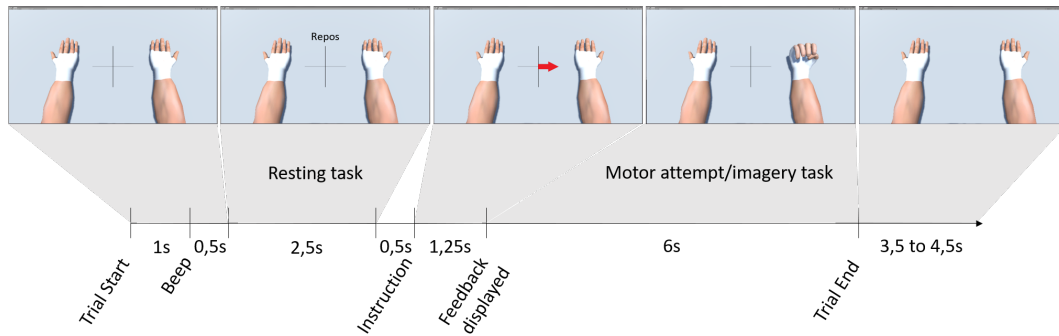 Repos
Resting task
Motor attempt/imagery task
1s
0,5s
2,5s
0,5s
1,25s
6s
3,5 to 4,5s
Trial Start
Beep
Instruction
Feedback
displayed
Trial End